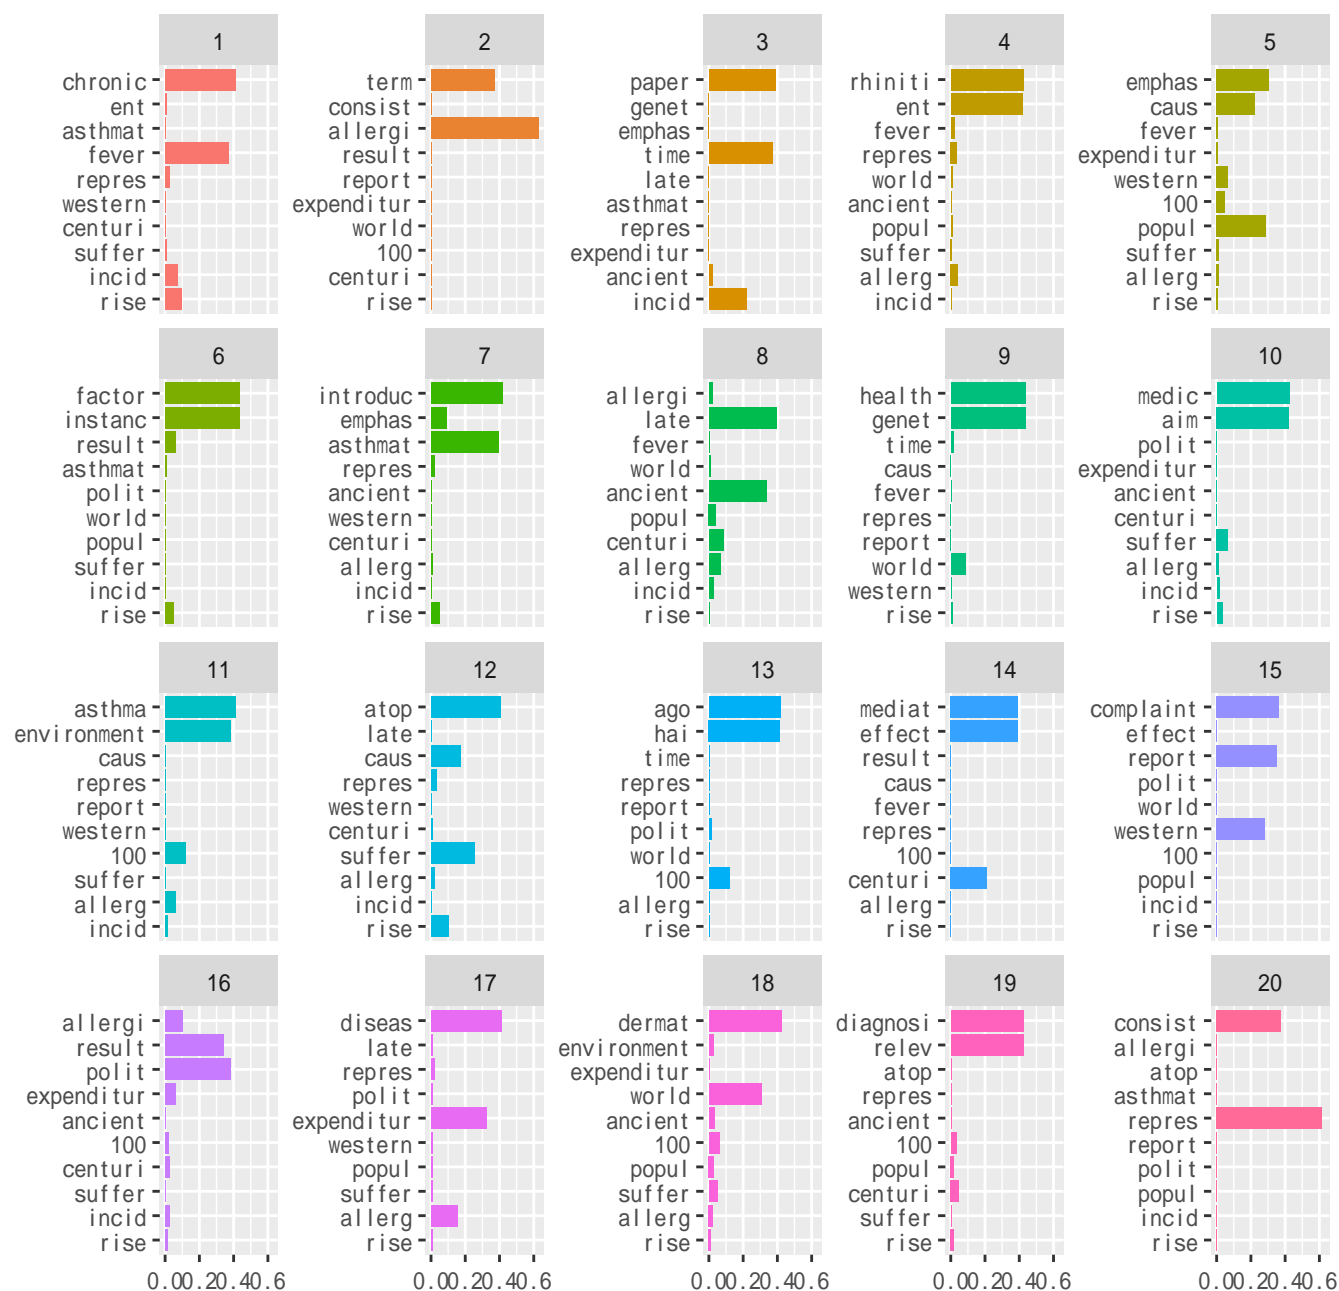 1 2 3 4 5
chronic term paper rhiniti emphas
ent consist genet ent caus
asthmat allergi emphas fever fever
fever result time repres expenditur
repres report late world western
western expenditur asthmat ancient 100
centuri world repres popul popul
suffer 100 expenditur suffer suffer
incid centuri ancient allerg allerg
rise rise incid incid rise
6 7 8 9 10
factor introduc allergi health medic
instanc emphas late genet aim
result asthmat fever time polit
asthmat repres world caus expenditur
polit ancient ancient fever ancient
world western popul repres centuri
popul centuri centuri report suffer
suffer allerg allerg world allerg
incid incid incid western incid
rise rise rise rise rise
11 12 13 14 15
asthma atop ago mediat complaint
environment late hai effect effect
caus caus time result report
repres repres repres caus polit
report western report fever world
western centuri polit repres western
100 suffer world 100 100
suffer allerg 100 centuri popul
allerg incid allerg allerg incid
incid rise rise rise rise
16 17 18 19 20
allergi diseas dermat diagnosi consist
result late environment relev allergi
polit repres expenditur atop atop
expenditur polit world repres asthmat
ancient expenditur ancient ancient repres
100 western 100 100 report
centuri popul popul popul polit
suffer suffer suffer centuri popul
incid allerg allerg suffer incid
rise rise rise rise rise
0.00.20.40.6 0.00.20.40.6 0.00.20.40.6 0.00.20.40.6 0.00.20.40.6